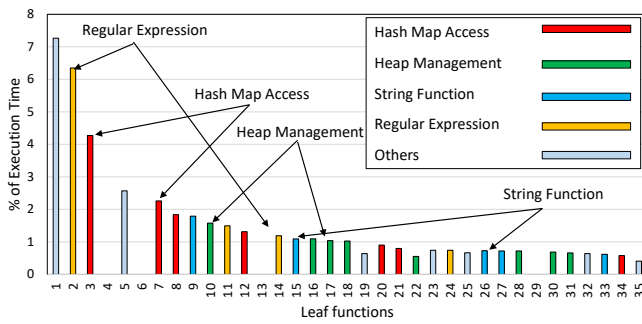 8
7
6
5
4
3
2
1
0
% of Execution Time
Regular Expression
Hash Map Access
Heap Management
String Function
Hash Map Access
Heap Management
String Function
Regular Expression
Others
1 2 3 4 5 6 7 8 9 10 11 12 13 14 15 16 17 18 19 20 21 22 23 24 25 26 27 28 29 30 31 32 33 34 35
Leaf functions